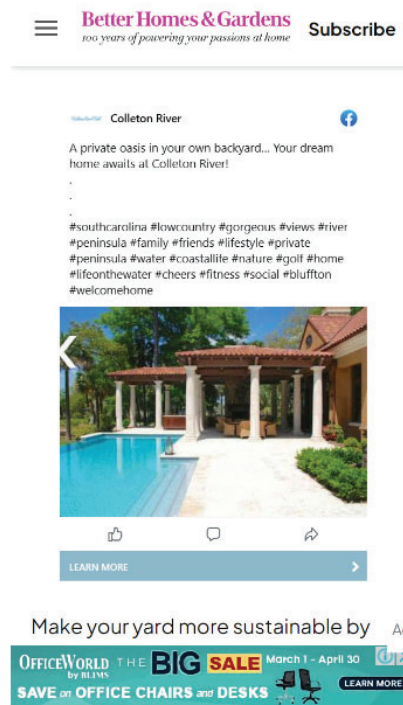 Better Homes & Gardens
100 years of powering your passions at home
Subscribe
Colleton River
A private oasis in your own backyard... Your dream
home awaits at Colleton River!
.
.
.
#southcarolina #lowcountry #gorgeous #views #river
#peninsula #family #friends #lifestyle #private
#peninsula #water #coastallife #nature #golf #home
#lifeonthewater #cheers #fitness #social #bluffton
#welcomehome
LEARN MORE
Make your yard more sustainable by
OFFICEWORLD THE BIG SALE March 1 - April 30
by BLIMS
SAVE on OFFICE CHAIRS and DESKS
LEARN MORE